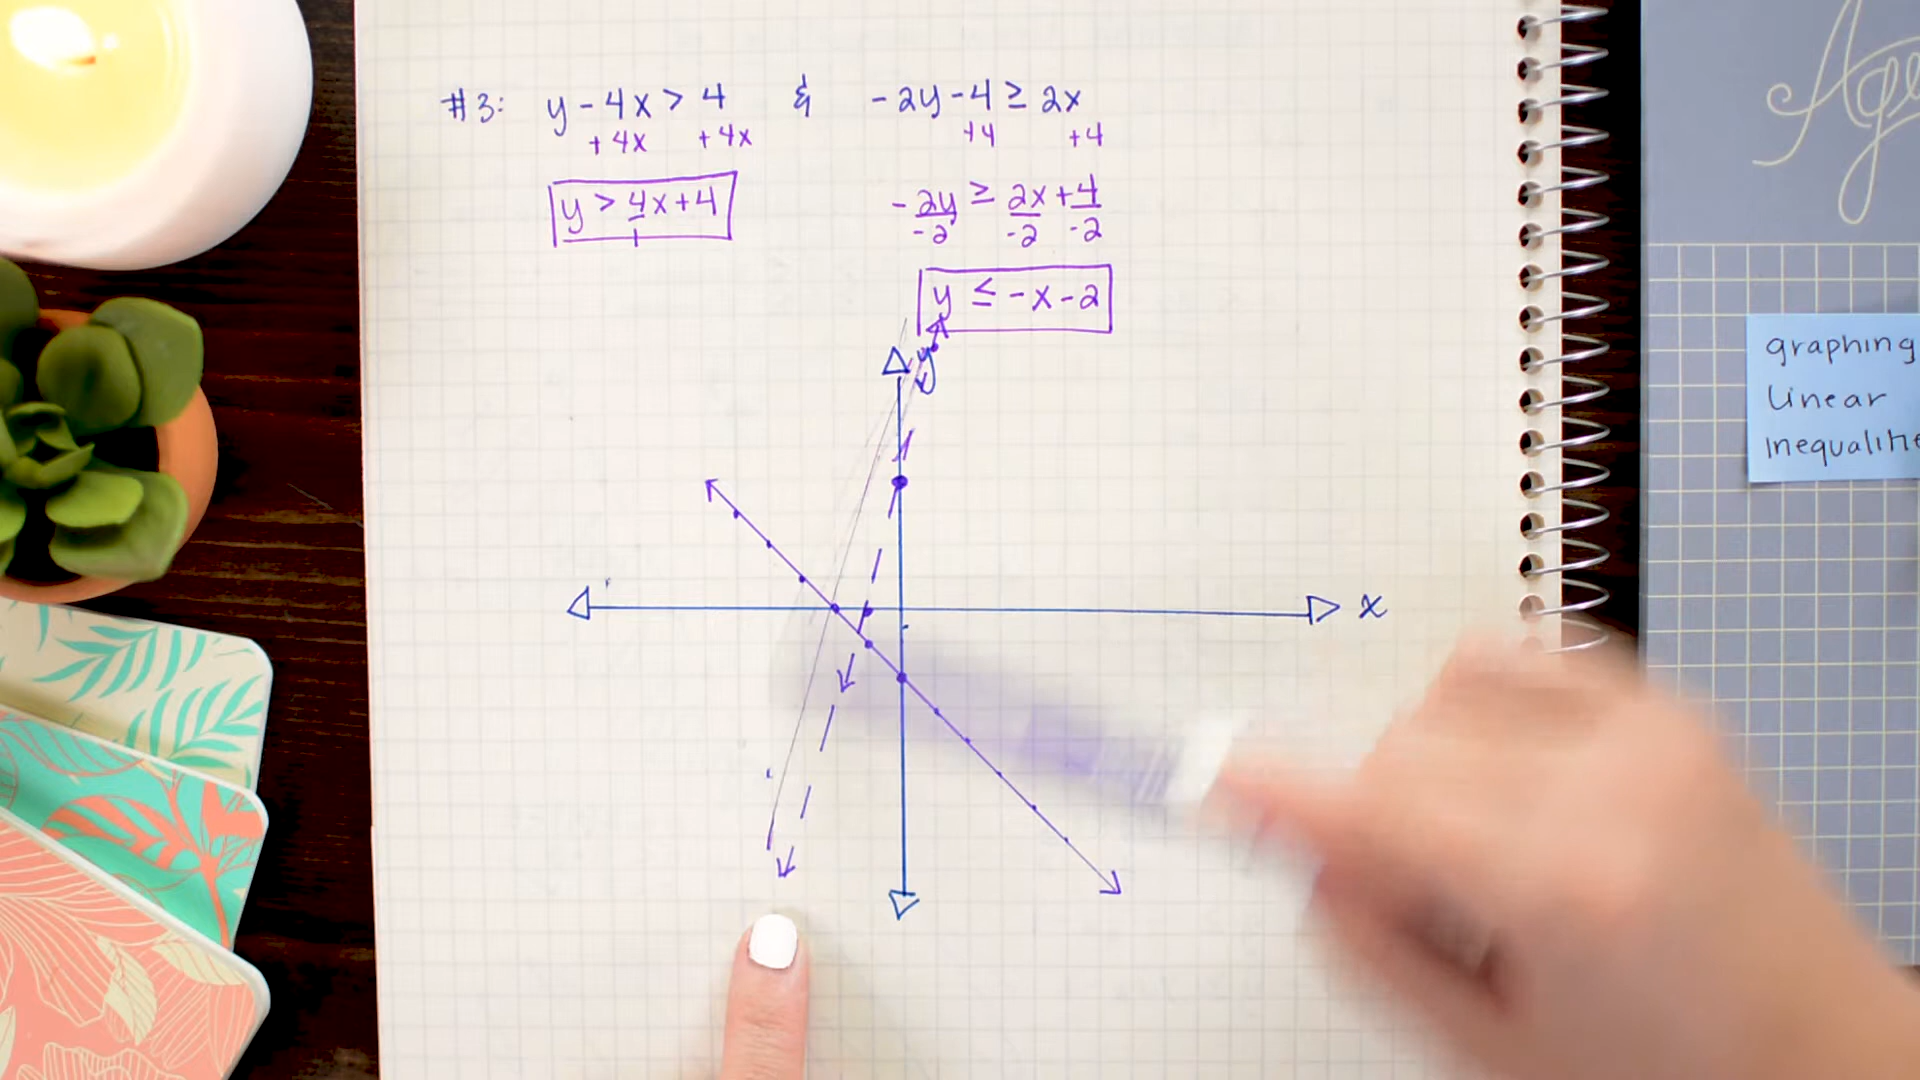 #3: y - 4x > 4 & -2y - 4 ≥ 2x
+ 4x + 4x +4 +4
y > 4x+4
1
-2y ≥ 2x + 4
-2 -2 -2
y ≤ -x - 2
y
x
graphing
linear